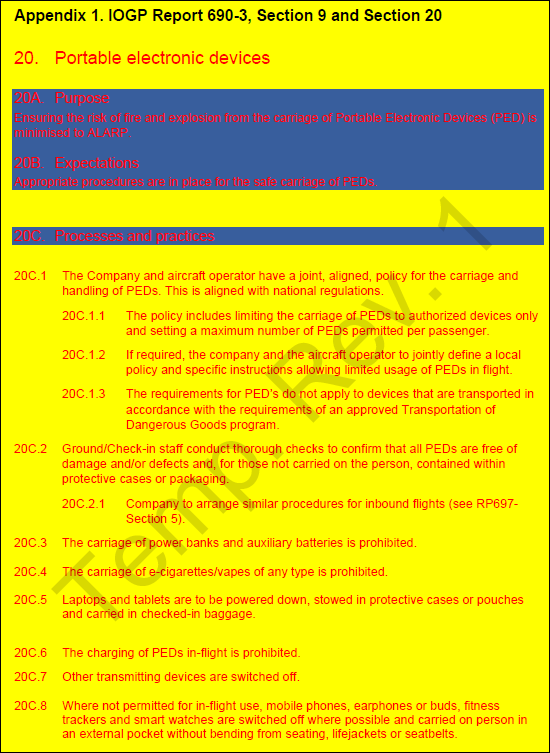 Appendix 1. IOGP Report 690-3, Section 9 and Section 20
20. Portable electronic devices
20A. Purpose
Ensuring the risk of fire and explosion from the carriage of Portable Electronic Devices (PED) is
minimised to ALARP.
20B. Expectations
Appropriate procedures are in place for the safe carriage of PEDs.
20C. Processes and practices
20C.1 The Company and aircraft operator have a joint, aligned, policy for the carriage and
handling of PEDs. This is aligned with national regulations.
20C.1.1 The policy includes limiting the carriage of PEDs to authorized devices only
and setting a maximum number of PEDs permitted per passenger.
20C.1.2 If required, the company and the aircraft operator to jointly define a local
policy and specific instructions allowing limited usage of PEDs in flight.
20C.1.3 The requirements for PED's do not apply to devices that are transported in
accordance with the requirements of an approved Transportation of
Dangerous Goods program.
20C.2 Ground/Check-in staff conduct thorough checks to confirm that all PEDs are free of
damage and/or defects and, for those not carried on the person, contained within
protective cases or packaging.
20C.2.1 Company to arrange similar procedures for inbound flights (see RP697-
Section 5).
20C.3 The carriage of power banks and auxiliary batteries is prohibited.
20C.4 The carriage of e-cigarettes/vapes of any type is prohibited.
20C.5 Laptops and tablets are to be powered down, stowed in protective cases or pouches
and carried in checked-in baggage.
20C.6 The charging of PEDs in-flight is prohibited.
20C.7 Other transmitting devices are switched off.
20C.8 Where not permitted for in-flight use, mobile phones, earphones or buds, fitness
trackers and smart watches are switched off where possible and carried on person in
an external pocket without bending from seating, lifejackets or seatbelts.
Temp. Rev. 1